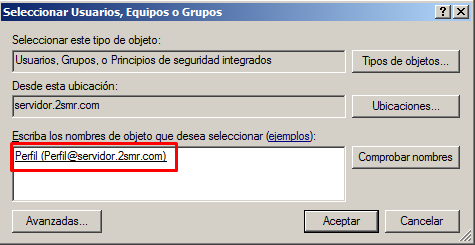 Seleccionar Usuarios, Equipos o Grupos
Seleccionar este tipo de objeto:
Usuarios, Grupos, o Principios de seguridad integrados
Tipos de objetos...
Desde esta ubicación:
servidor.2smr.com
Ubicaciones...
Escriba los nombres de objeto que desea seleccionar (ejemplos):
Perfil (Perfil@servidor.2smr.com)
Comprobar nombres
Avanzadas...
Aceptar
Cancelar